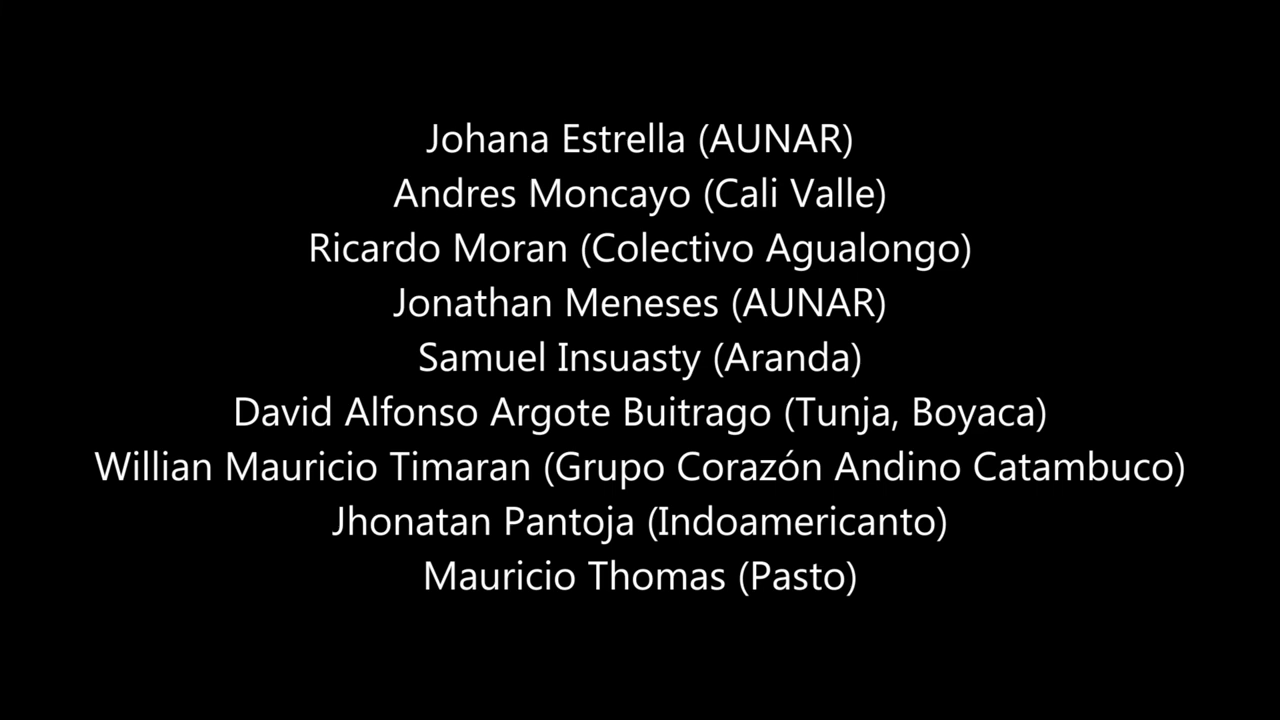 Johana Estrella (AUNAR)
Andres Moncayo (Cali Valle)
Ricardo Moran (Colectivo Agualongo)
Jonathan Meneses (AUNAR)
Samuel Insuasty (Aranda)
David Alfonso Argote Buitrago (Tunja, Boyaca)
Willian Mauricio Timaran (Grupo Corazón Andino Catambuco)
Jhonatan Pantoja (Indoamericanto)
Mauricio Thomas (Pasto)